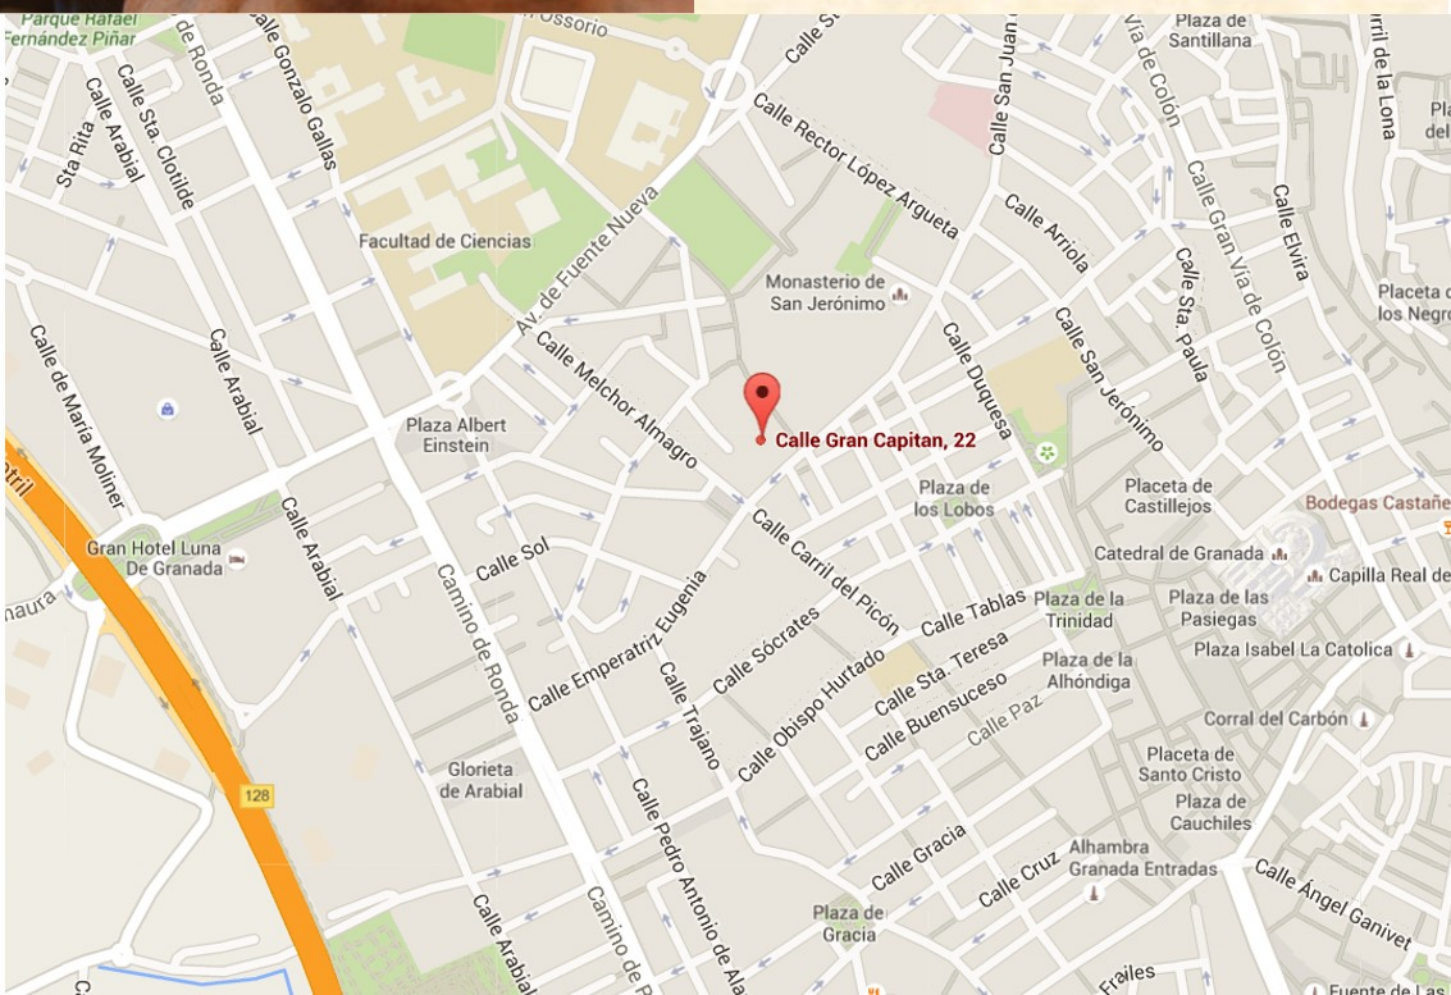 Parque Rafael
Fernández Piñar
de Ronda
Calle Gonzalo Gallas
Ossorio
Calle San Juan
Vía de Colón
Plaza de
Santillana
rril de la Lona
Calle Sta. Clotilde
Calle Arabial
Sta Rita
Calle Rector López Argueta
Facultad de Ciencias
Av. de Fuente Nueva
Calle Arriola
Calle Gran Vía de Colón
Calle Elvira
Calle Sta. Paula
Monasterio de
San Jerónimo
Placeta
los Negr
Calle de María Moliner
Calle Arabial
Calle Melchor Almagro
Calle Duquesa
Calle San Jerónimo
Plaza Albert
Einstein
Calle Gran Capitan, 22
Plaza de
los Lobos
Placeta de
Castillejos
Bodegas Castañe
tril
Gran Hotel Luna
De Granada
Calle Arabial
Calle Sol
Calle Carril del Picón
Catedral de Granada
Capilla Real de
naura
Camino de Ronda
Calle Emperatriz Eugenia
Calle Sócrates
Calle Tablas
Plaza de la
Trinidad
Plaza de las
Pasiegas
Calle Trajano
Calle Obispo Hurtado
Calle Sta. Teresa
Calle Buensuceso
Calle Paz
Plaza de la
Alhóndiga
Plaza Isabel La Catolica
Corral del Carbón
Glorieta
de Arabial
128
Placeta de
Santo Cristo
Plaza de
Cauchiles
Calle Pedro Antonio de Ala
Calle Gracia
Calle Cruz
Alhambra
Granada Entradas
Calle Ángel Ganivet
Calle Arabial
Camino de R
Plaza de
Gracia
Frailes
Fuente de Las